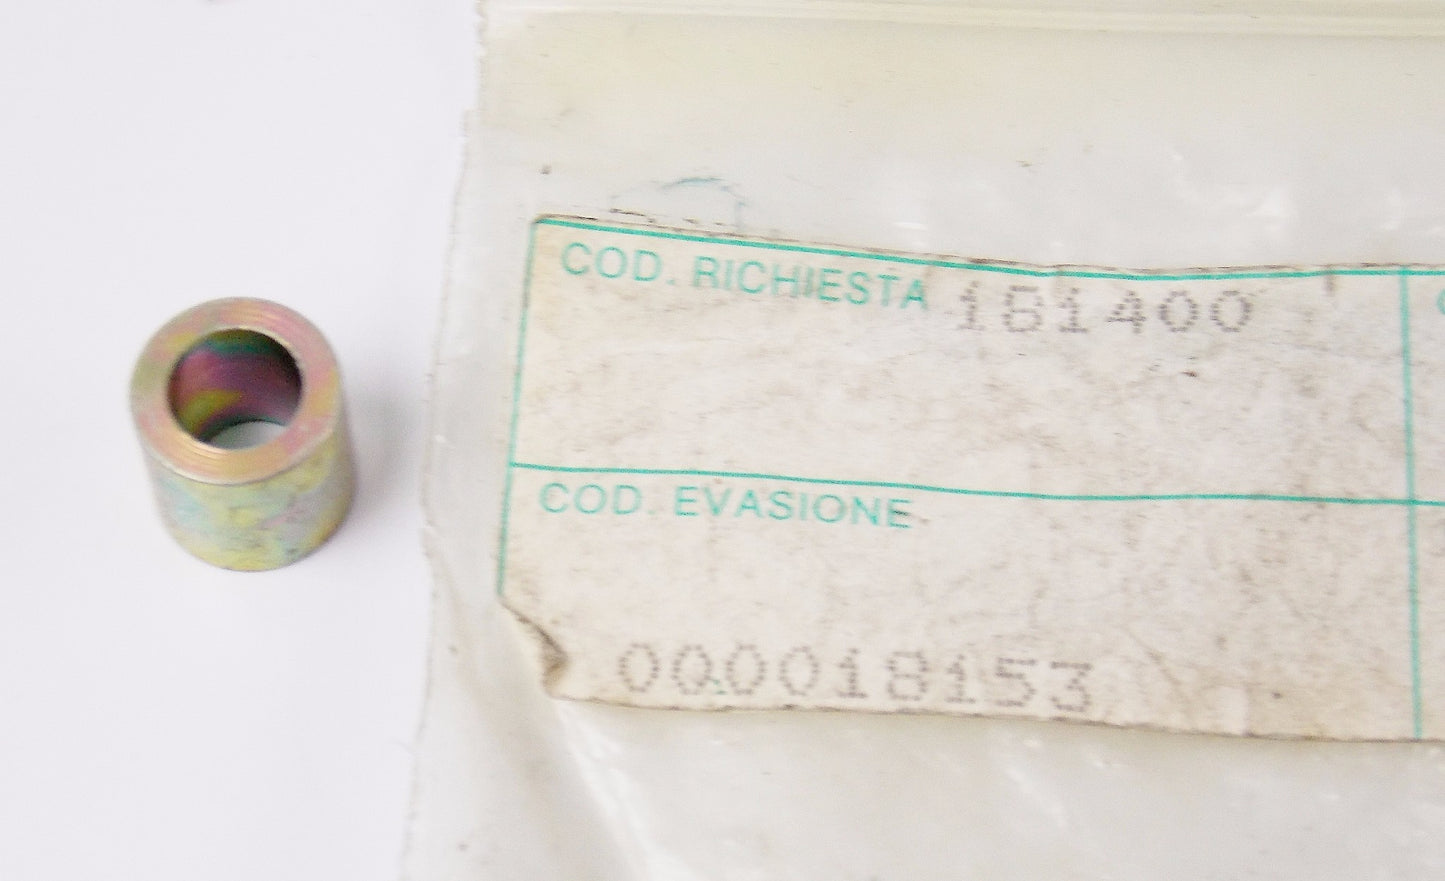 COD. RICHIESTA 161400
COD. EVASIONE
000018153